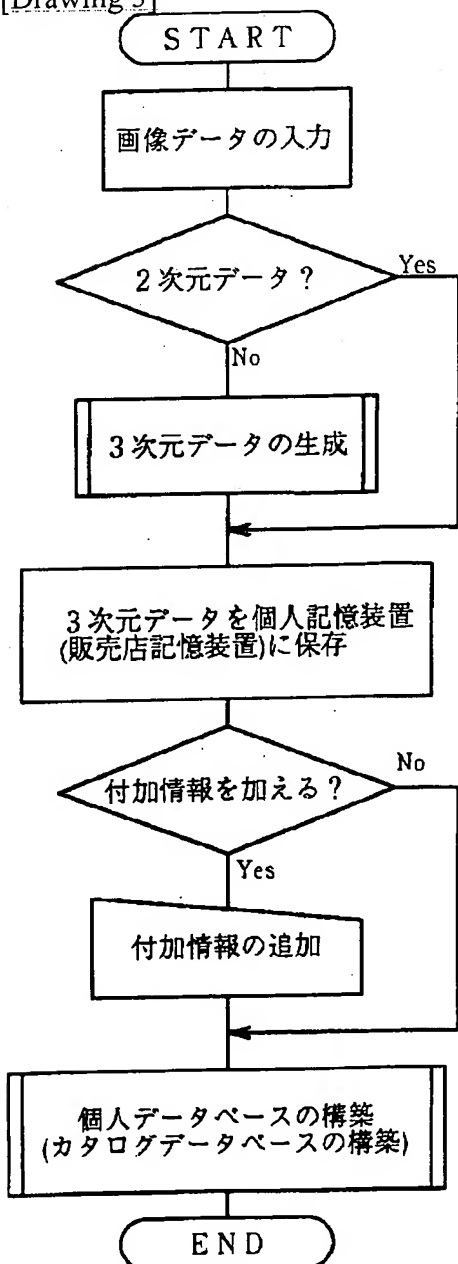 [Drawing 3]
START
画像データの入力
2次元データ?
Yes
No
3次元データの生成
3次元データを個人記憶装置
(販売店記憶装置)に保存
付加情報を加える?
No
Yes
付加情報の追加
個人データベースの構築
(カタログデータベースの構築)
END